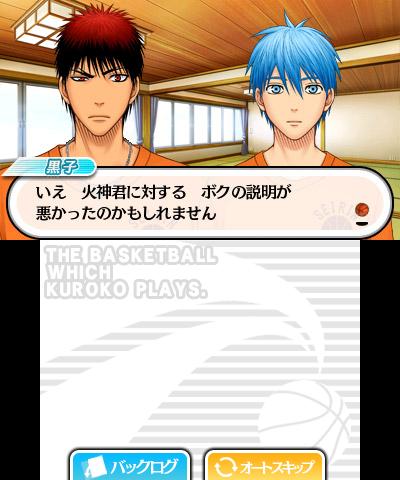 黒子
いえ　火神君に対する　ボクの説明が
悪かったのかもしれません
SEIRIN
THE BASKETBALL
WHICH
KUROKO PLAYS.
バックログ
オートスキップ